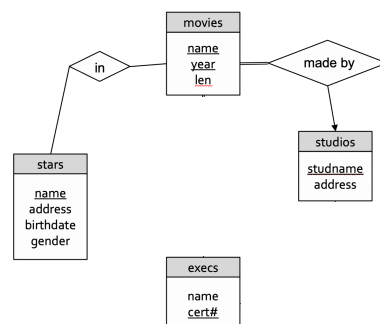 movies
name
year
len
in
made by
studios
studname
address
stars
name
address
birthdate
gender
execs
name
cert#